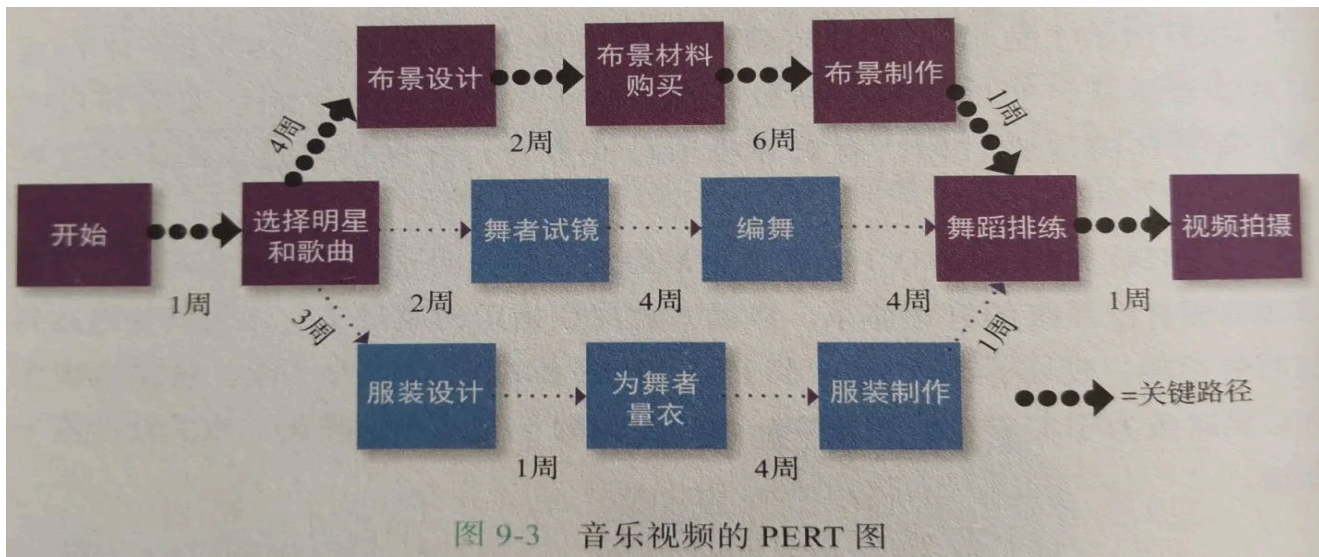 布景设计
布景材料
购买
布景制作
4周
2周
6周
1周
开始
选择明星
和歌曲
舞者试镜
编舞
舞蹈排练
视频拍摄
1周
2周
4周
4周
1周
3周
1周
服装设计
为舞者
量衣
服装制作
=关键路径
1周
4周
图 9-3 音乐视频的 PERT 图